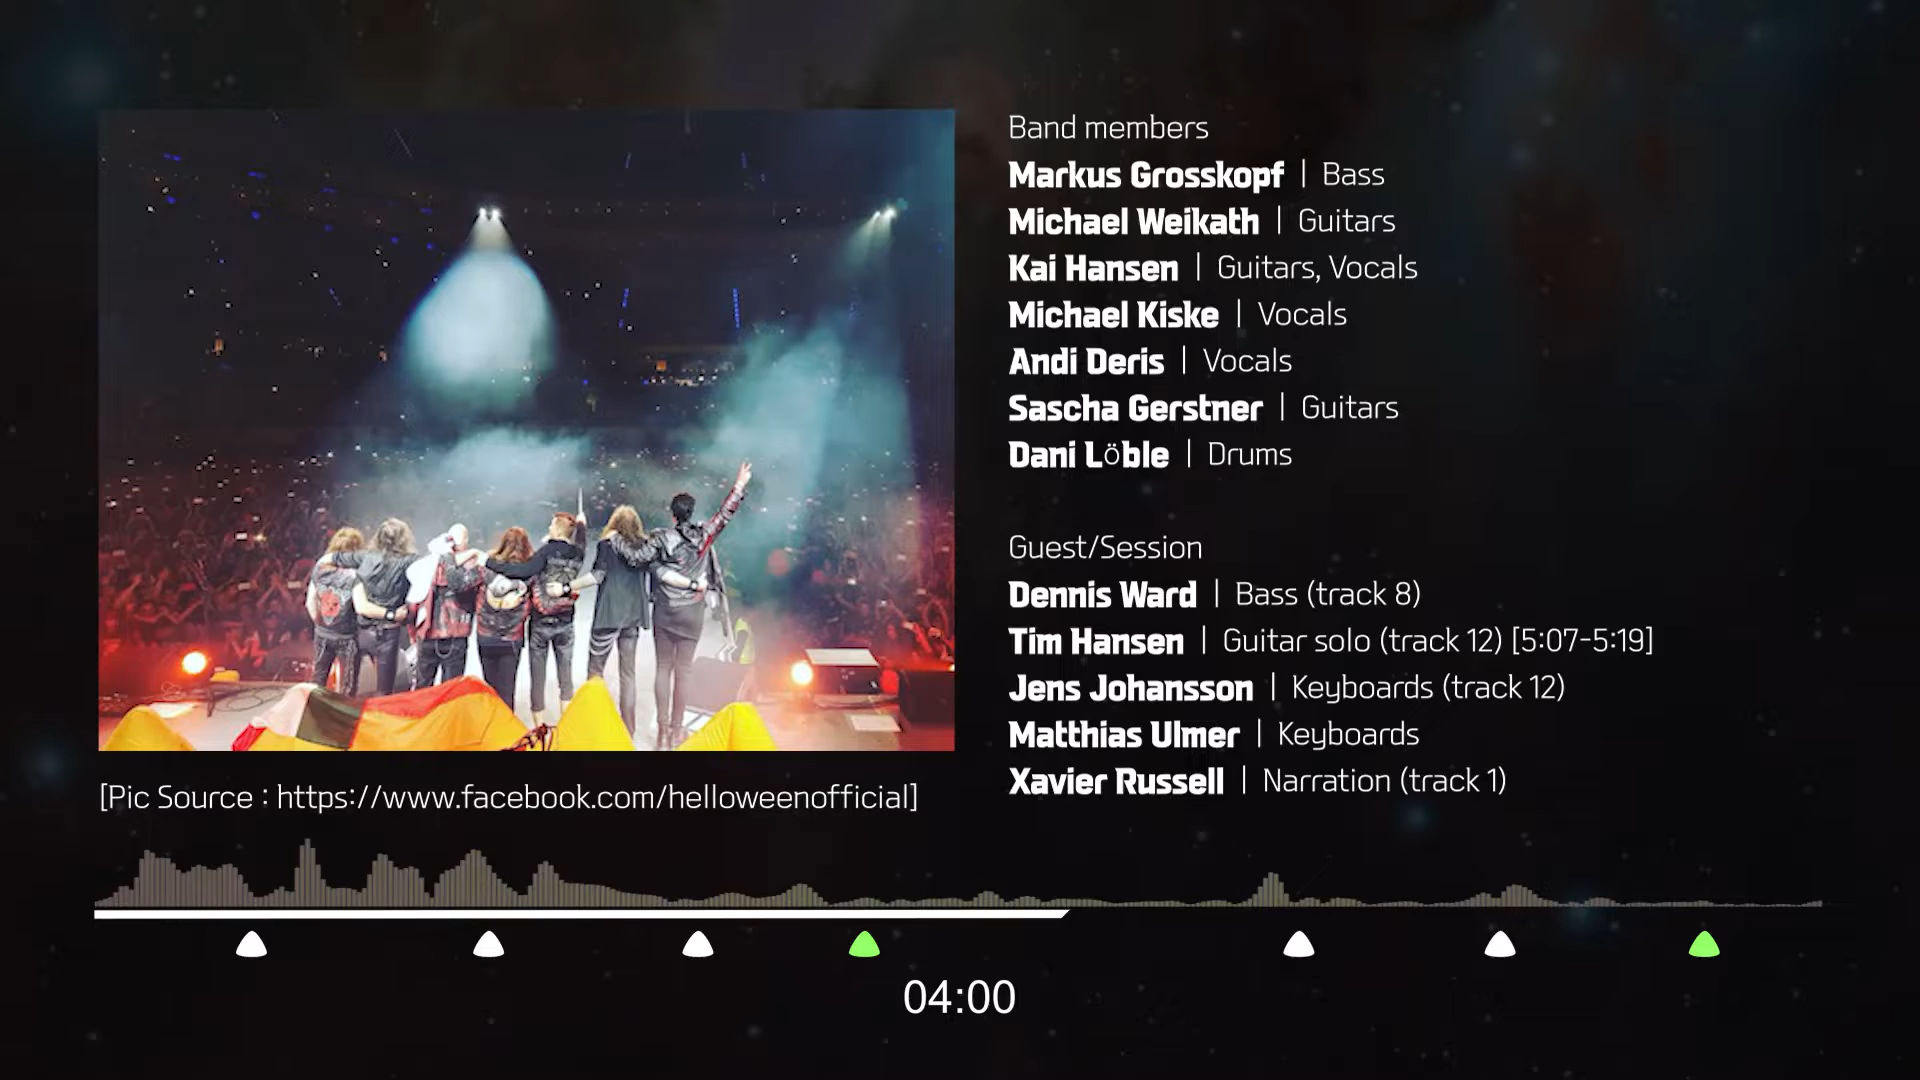 Band members
Markus Grosskopf | Bass
Michael Weikath | Guitars
Kai Hansen | Guitars, Vocals
Michael Kiske | Vocals
Andi Deris | Vocals
Sascha Gerstner | Guitars
Dani Löble | Drums
Guest/Session
Dennis Ward | Bass (track 8)
Tim Hansen | Guitar solo (track 12) [5:07-5:19]
Jens Johansson | Keyboards (track 12)
Matthias Ulmer | Keyboards
Xavier Russell | Narration (track 1)
[Pic Source : https://www.facebook.com/helloweenofficial]
04:00